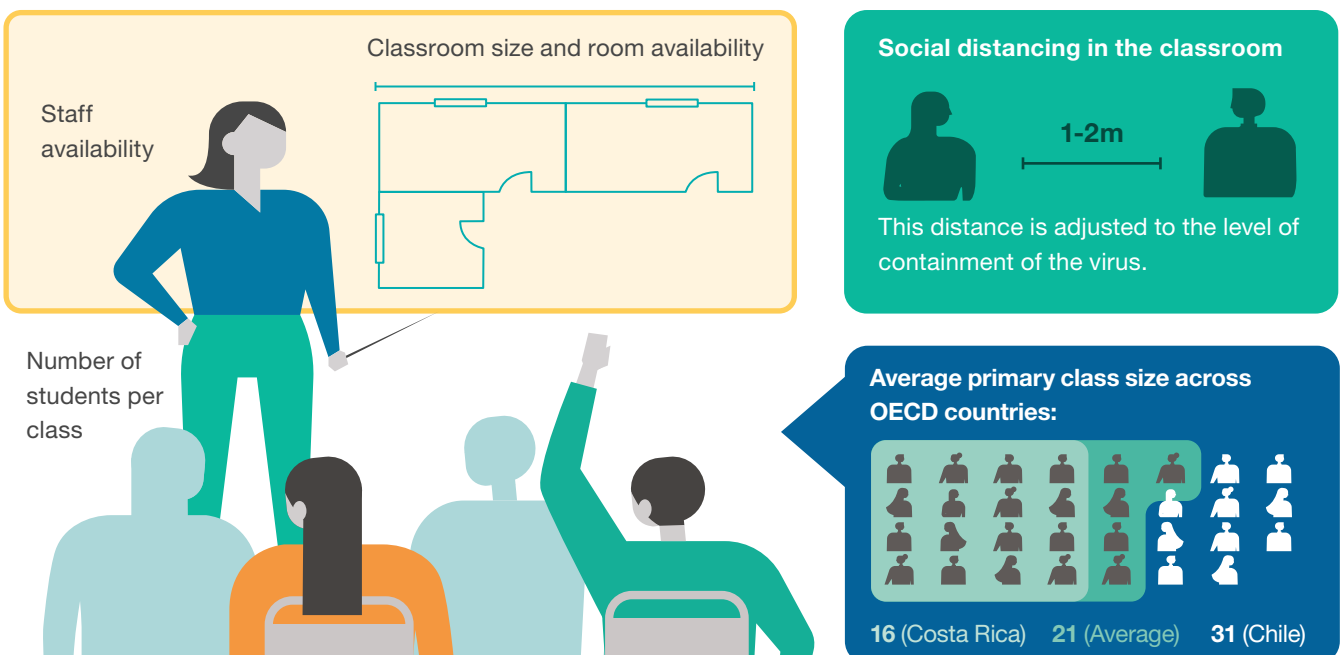 Classroom size and room availability
Staff
availability
Number of
students per
class
Social distancing in the classroom
1-2m
This distance is adjusted to the level of
containment of the virus.
Average primary class size across
OECD countries:
16 (Costa Rica) 21 (Average) 31 (Chile)